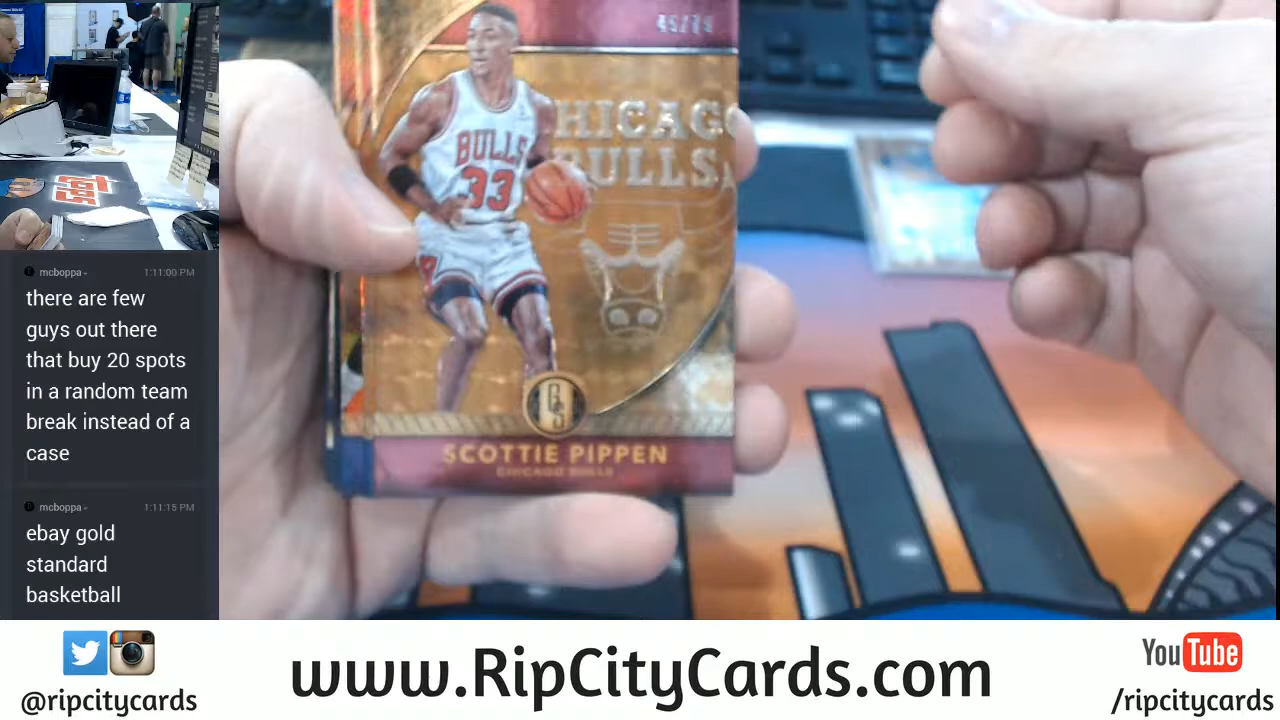 mcboppa
1:11:00 PM
there are few
guys out there
that buy 20 spots
in a random team
break instead of a
case
mcboppa
1:11:15 PM
ebay gold
standard
basketball
CHICAGO
BULLS
BULLS
33
GS
SCOTTIE PIPPEN
CHICAGO BULLS
@ripcitycards
www.RipCityCards.com
YouTube
/ripcitycards